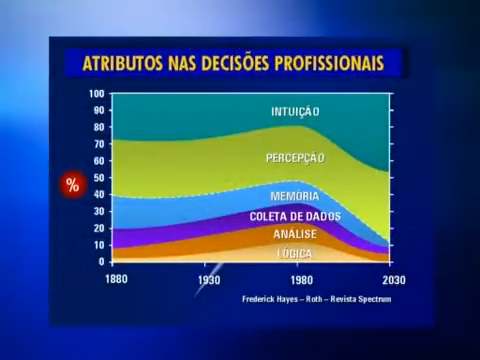 ATRIBUTOS NAS DECISÕES PROFISSIONAIS
100
90
80
70
60
50
40
30
20
10
0
%
INTUIÇÃO
PERCEPÇÃO
MEMÓRIA
COLETA DE DADOS
ANÁLISE
LÓGICA
1880 1930 1980 2030
Frederick Hayes – Roth – Revista Spectrum